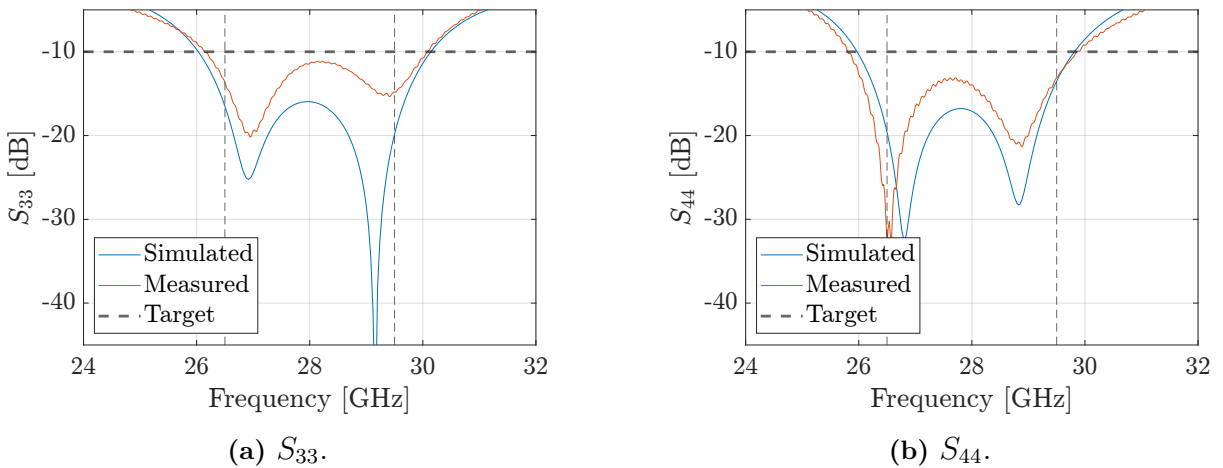 -10
-20
-30
-40
S33 [dB]
Simulated
Measured
Target
24 26 28 30 32
Frequency [GHz]
(a) S33.
-10
-20
-30
-40
S44 [dB]
Simulated
Measured
Target
24 26 28 30 32
Frequency [GHz]
(b) S44.